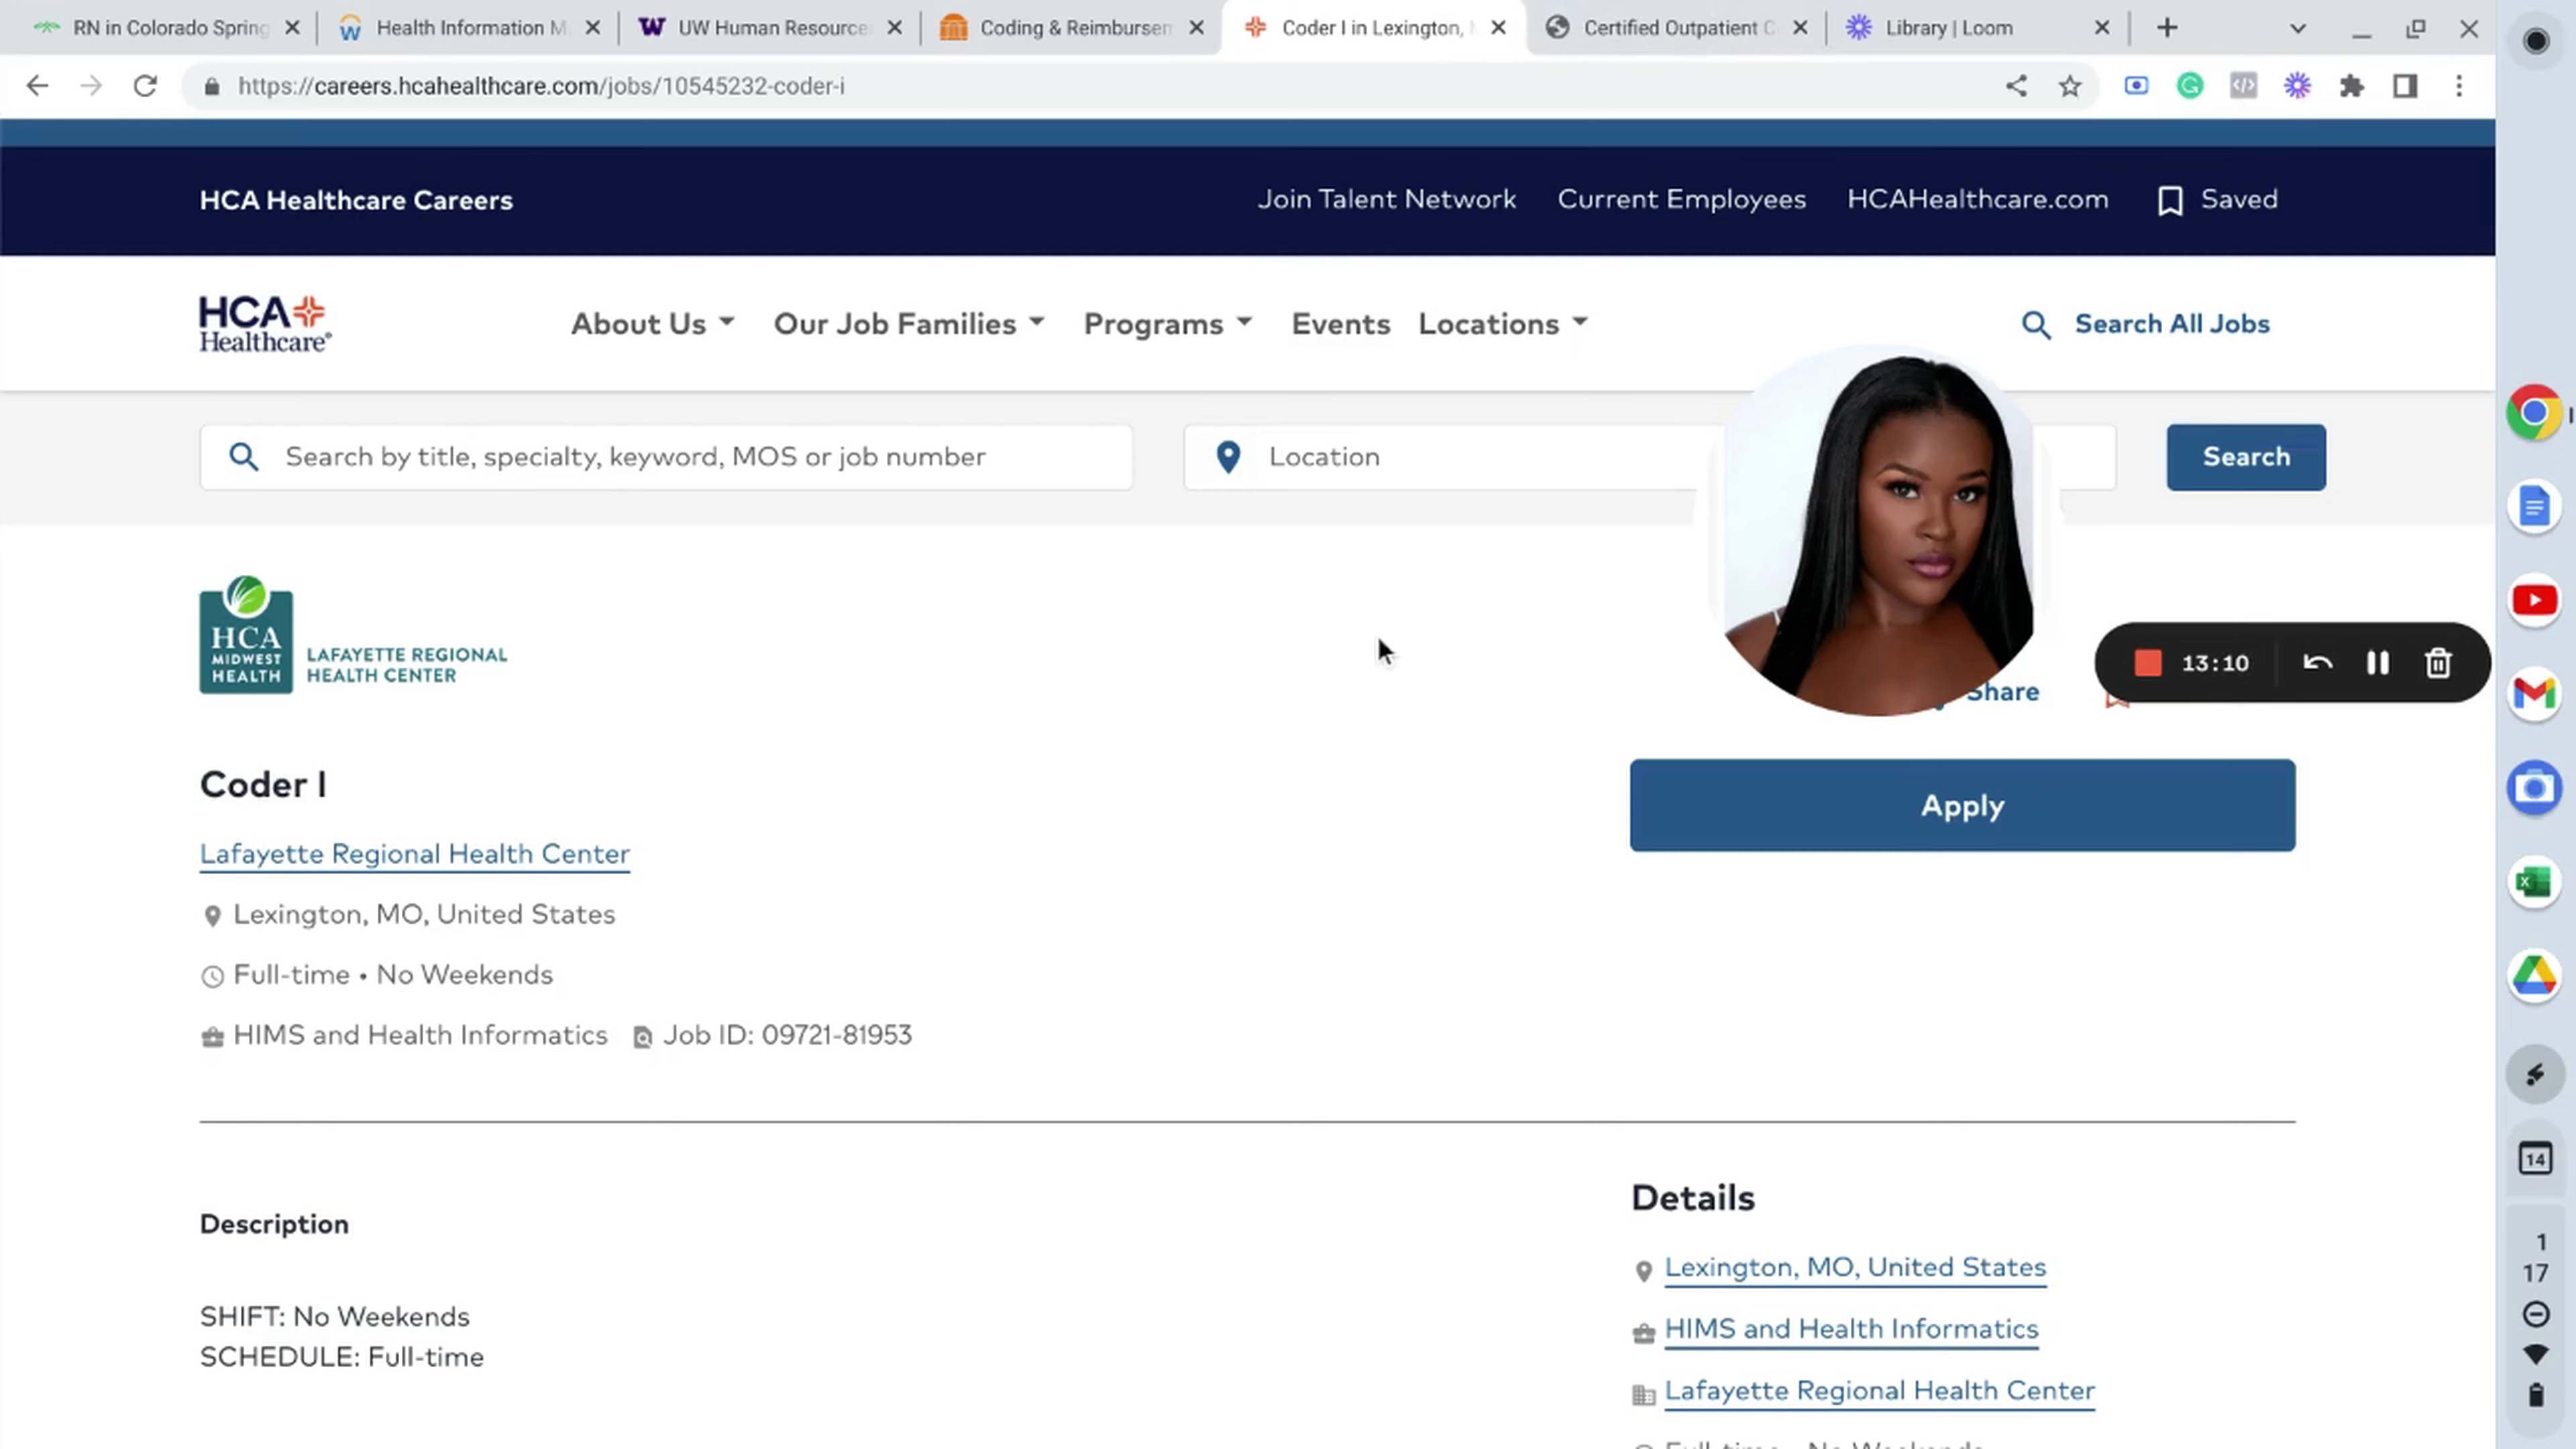 RN in Colorado Spring
Health Information M
UW Human Resource
Coding & Reimbursem
Coder I in Lexington,
Certified Outpatient C
Library | Loom
https://careers.hcahealthcare.com/jobs/10545232-coder-i
HCA Healthcare Careers
Join Talent Network
Current Employees
HCAHealthcare.com
Saved
HCA
Healthcare
About Us
Our Job Families
Programs
Events
Locations
Search All Jobs
Search by title, specialty, keyword, MOS or job number
Location
Search
HCA
MIDWEST
HEALTH
LAFAYETTE REGIONAL
HEALTH CENTER
13:10
Share
Coder I
Apply
Lafayette Regional Health Center
Lexington, MO, United States
Full-time • No Weekends
HIMS and Health Informatics
Job ID: 09721-81953
Description
SHIFT: No Weekends
SCHEDULE: Full-time
Details
Lexington, MO, United States
HIMS and Health Informatics
Lafayette Regional Health Center
Full-time • No Weekends
14
1
17